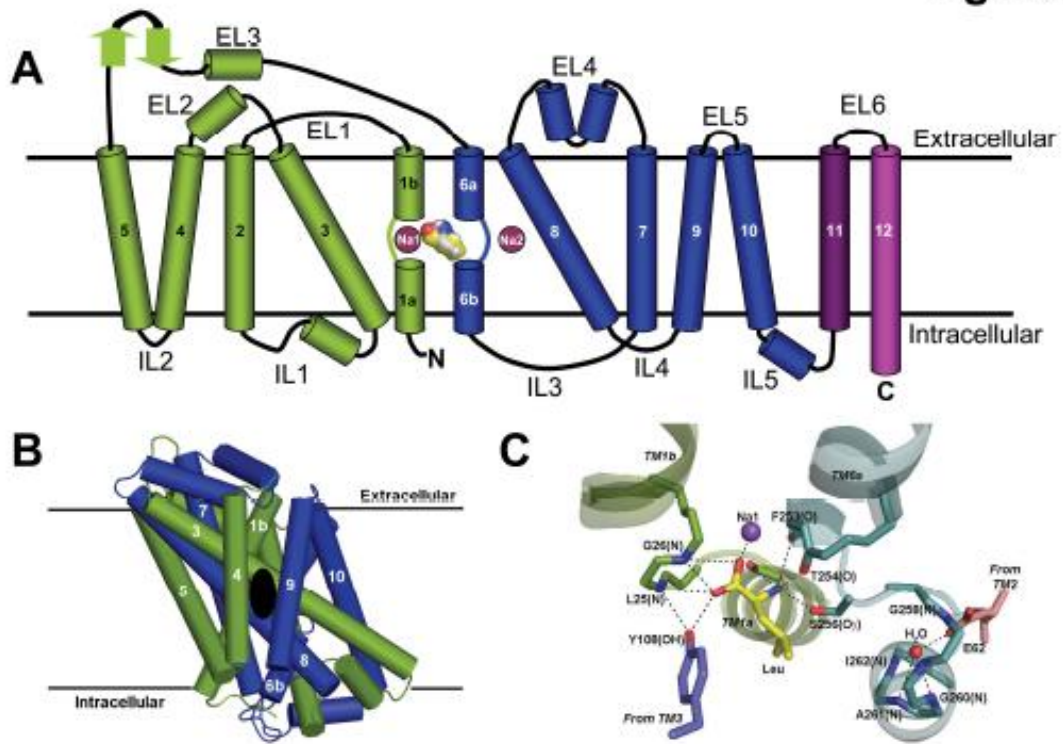 A
EL3
EL4
EL2
EL1
EL5
EL6
Extracellular
1b
6a
5
4
2
3
8
7
9
10
11
12
Na1
Na2
1a
6b
N
Intracellular
IL2
IL1
IL3
IL4
IL5
C
B
Extracellular
7
3
1b
5
4
9
10
8
6b
Intracellular
C
TM1b
TM6a
Na1
F253(O)
G26(N)
T254(O)
From
TM2
L25(N)
TM1a
S256(Oγ)
G258(N)
H2O
E62
Y108(OH)
Leu
I262(N)
G260(N)
A261(N)
From TM3